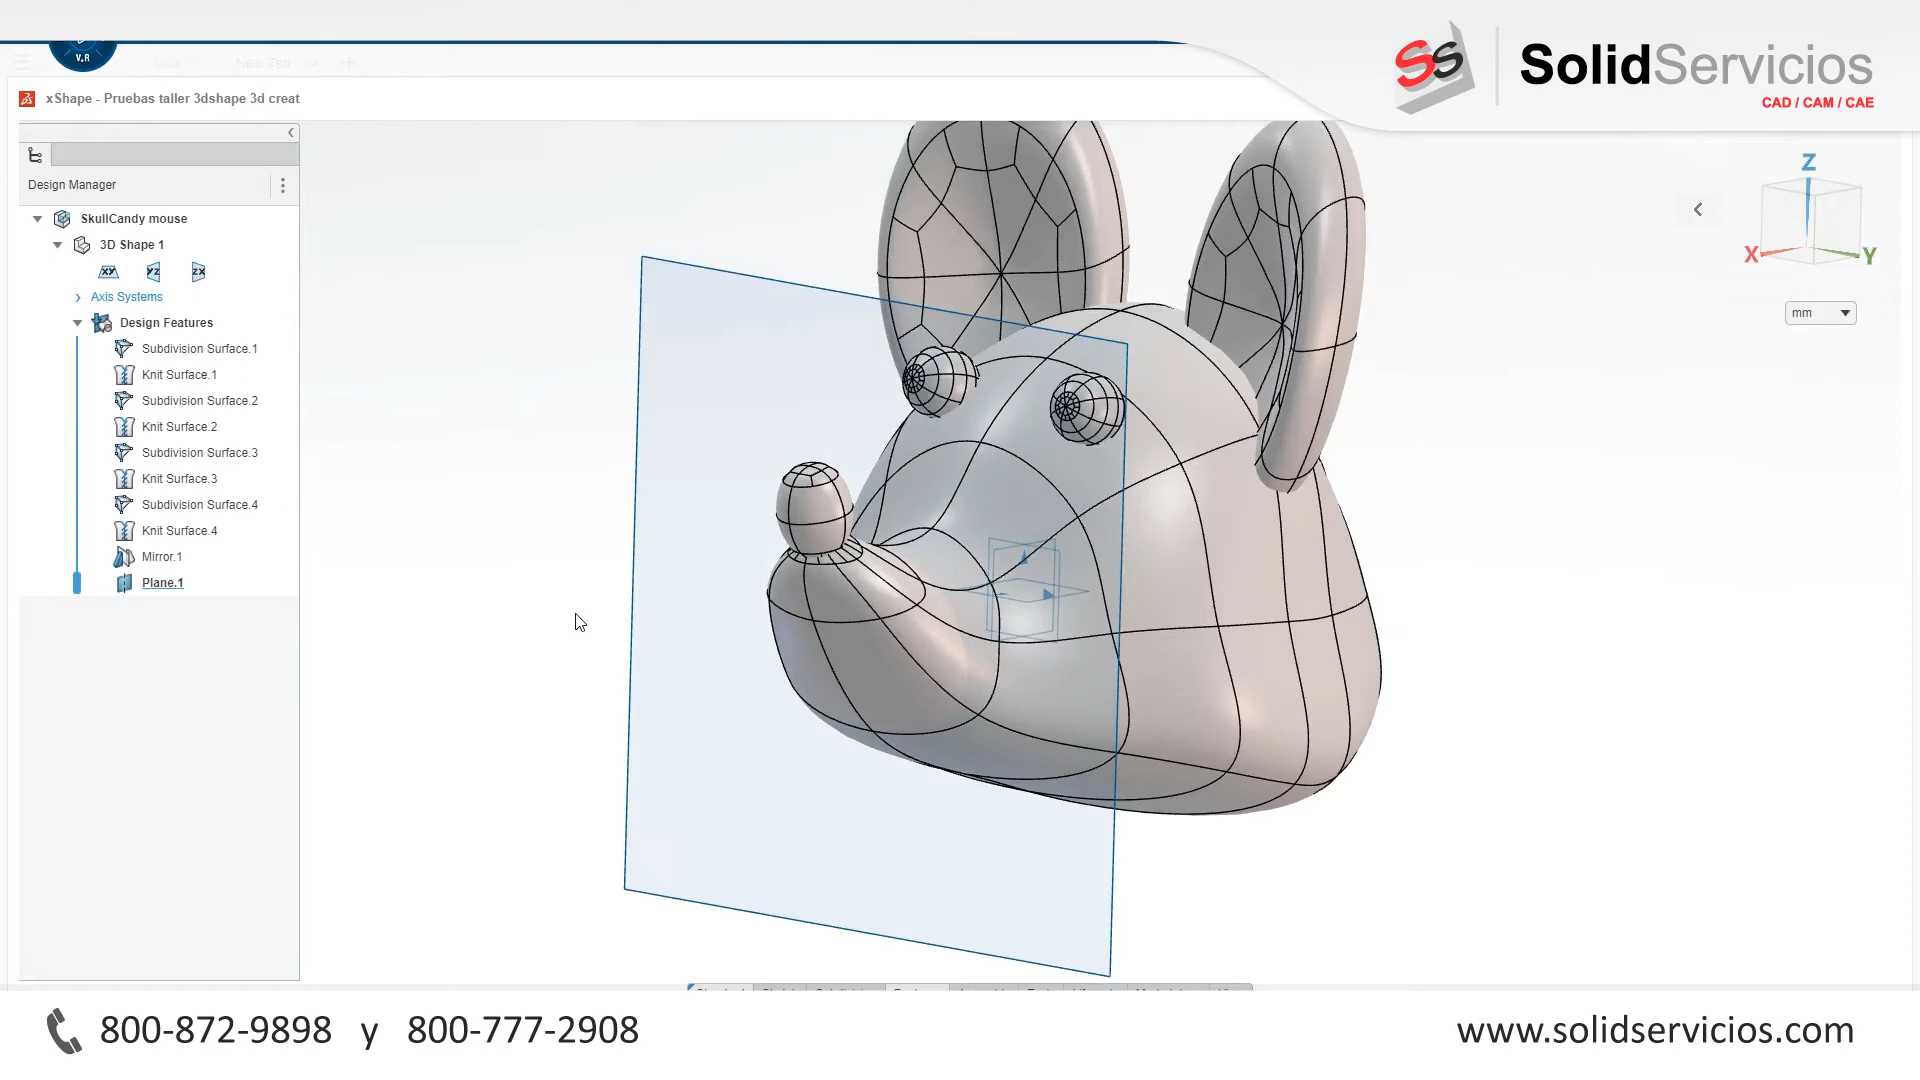 V.R
New Tab
xShape - Pruebas taller 3dshape 3d creat
SS
SolidServicios
CAD / CAM / CAE
Design Manager
SkullCandy mouse
3D Shape 1
XY YZ ZX
Axis Systems
Design Features
Subdivision Surface.1
Knit Surface.1
Subdivision Surface.2
Knit Surface.2
Subdivision Surface.3
Knit Surface.3
Subdivision Surface.4
Knit Surface.4
Mirror.1
Plane.1
Z
X
Y
mm
800-872-9898 y 800-777-2908
www.solidservicios.com